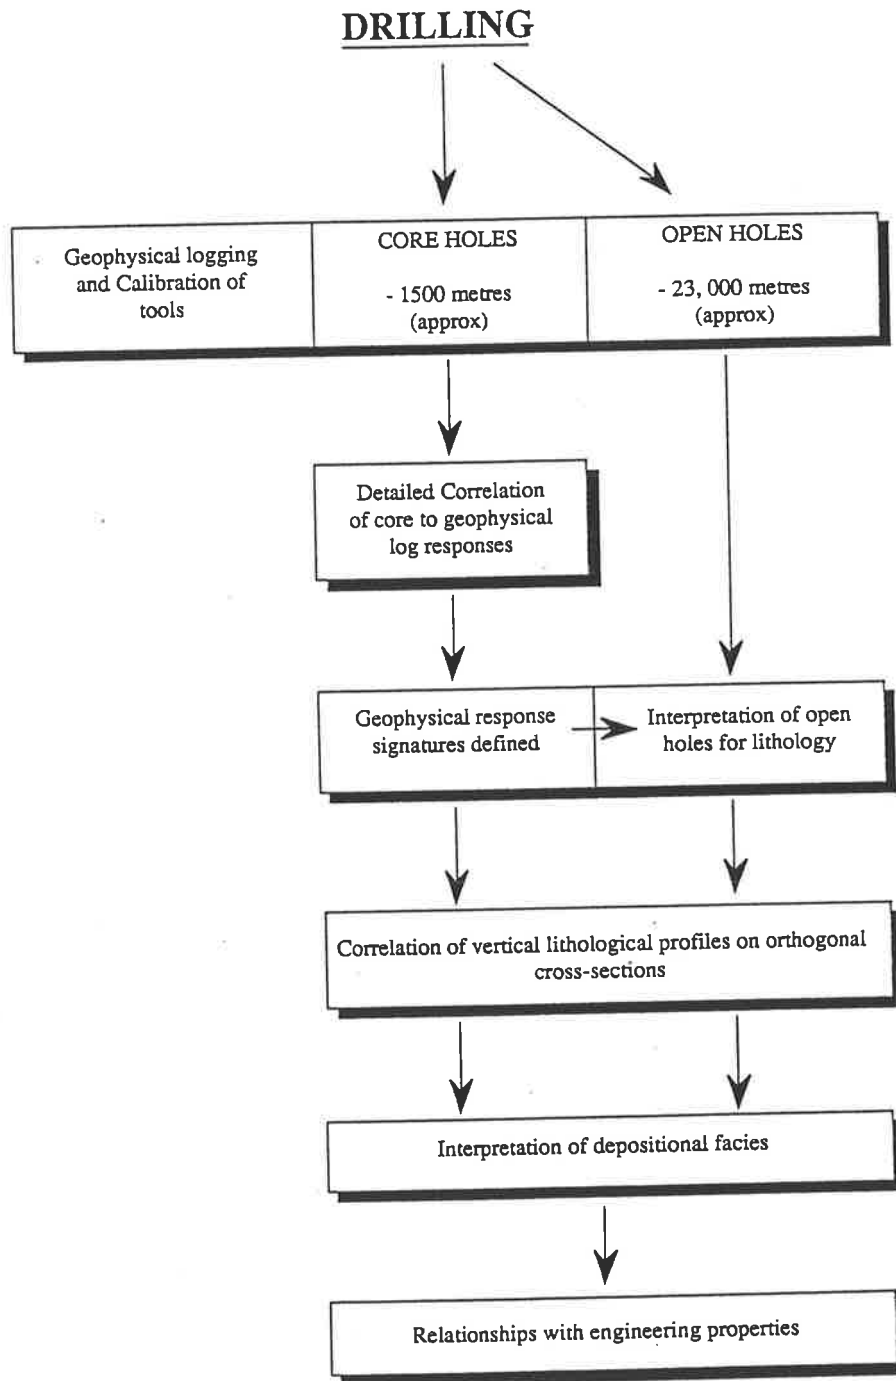 DRILLING
Geophysical logging
and Calibration of
tools
CORE HOLES
- 1500 metres
(approx)
OPEN HOLES
- 23, 000 metres
(approx)
Detailed Correlation
of core to geophysical
log responses
Geophysical response
signatures defined
Interpretation of open
holes for lithology
Correlation of vertical lithological profiles on orthogonal
cross-sections
Interpretation of depositional facies
Relationships with engineering properties